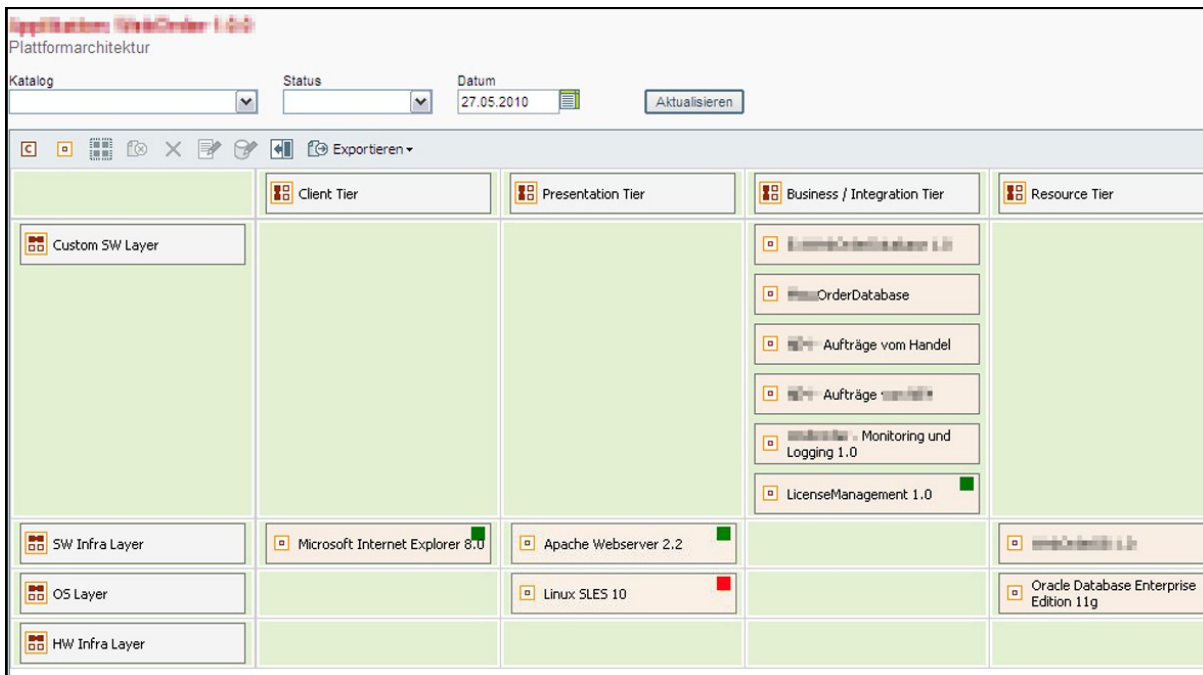 Plattformarchitektur
Katalog Status Datum
27.05.2010 Aktualisieren
C Exportieren
Client Tier Presentation Tier Business / Integration Tier Resource Tier
Custom SW Layer
OrderDatabase
Aufträge vom Handel
Aufträge
- Monitoring und
Logging 1.0
LicenseManagement 1.0
SW Infra Layer Microsoft Internet Explorer 8.0 Apache Webserver 2.2
OS Layer Linux SLES 10 Oracle Database Enterprise
Edition 11g
HW Infra Layer